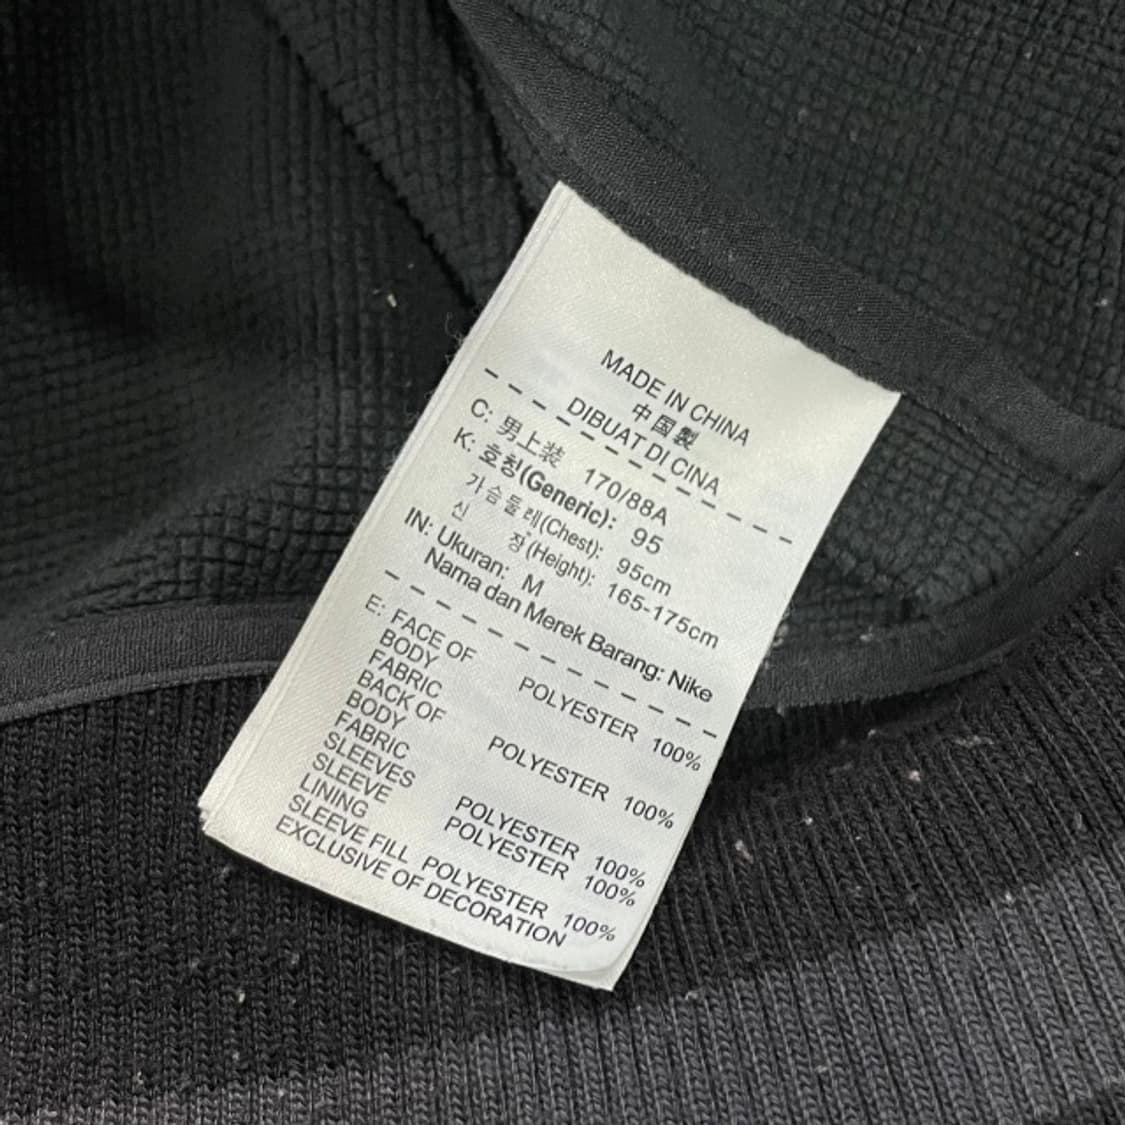 MADE IN CHINA
中国製
DIBUAT DI CINA
C: 男上装 170/88A
K: 호칭(Generic): 95
가슴둘레(Chest): 95cm
신 장(Height): 165-175cm
IN: Ukuran: M
Nama dan Merek Barang: Nike
E: FACE OF
BODY
FABRIC POLYESTER 100%
BACK OF
BODY
FABRIC POLYESTER 100%
SLEEVES POLYESTER 100%
SLEEVE
LINING POLYESTER 100%
SLEEVE FILL POLYESTER 100%
EXCLUSIVE OF DECORATION